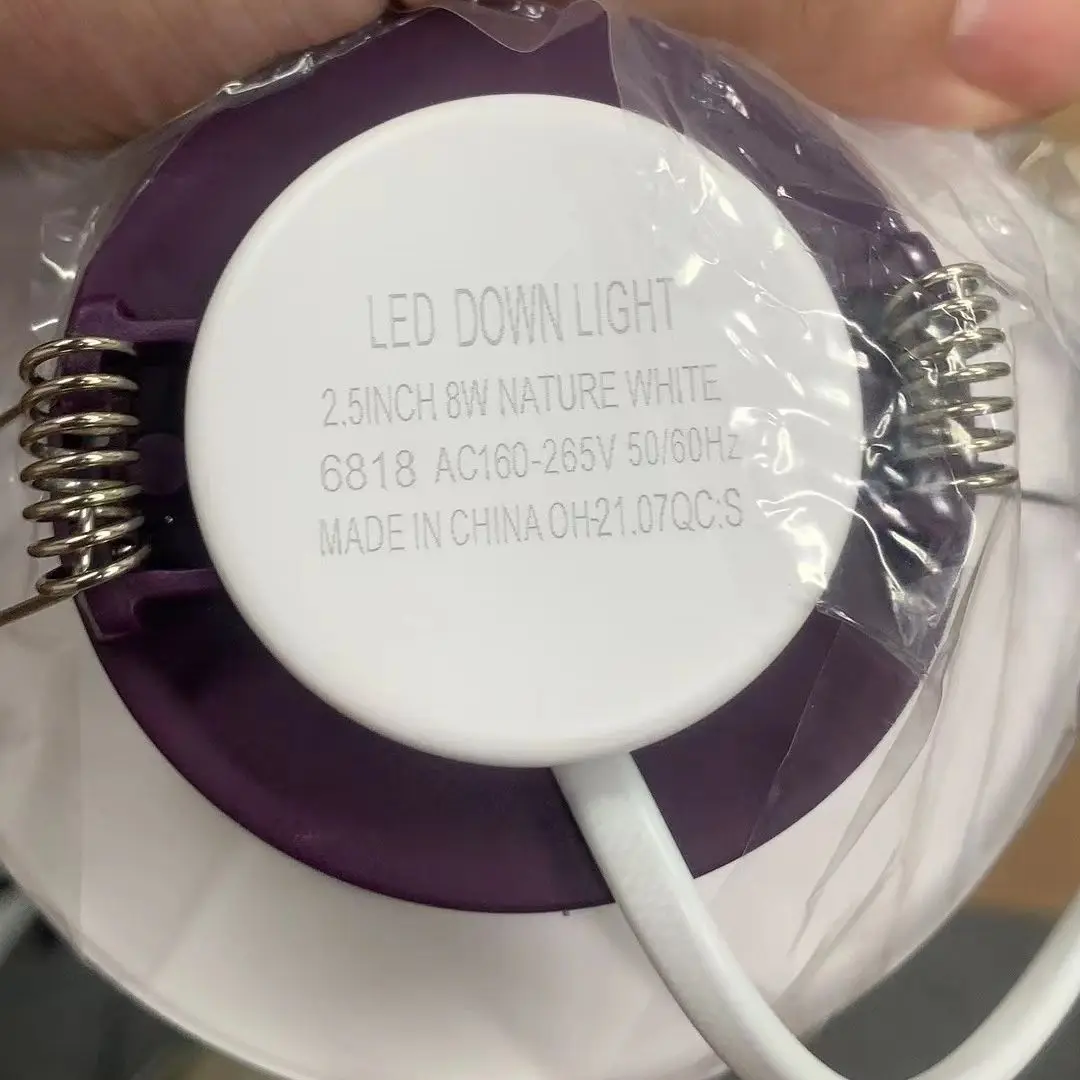 LED DOWN LIGHT
2.5INCH 8W NATURE WHITE
6818 AC160-265V 50/60Hz
MADE IN CHINA OH-21.07QC:S